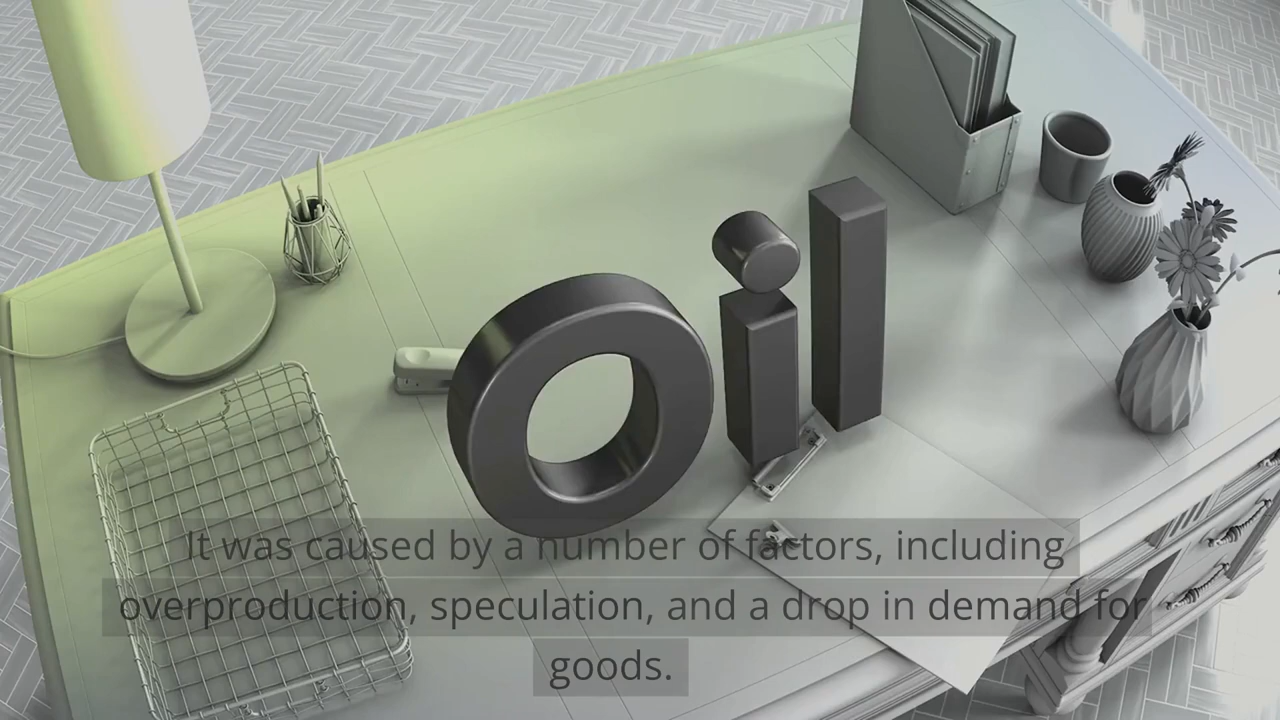 oil
It was caused by a number of factors, including
overproduction, speculation, and a drop in demand for
goods.